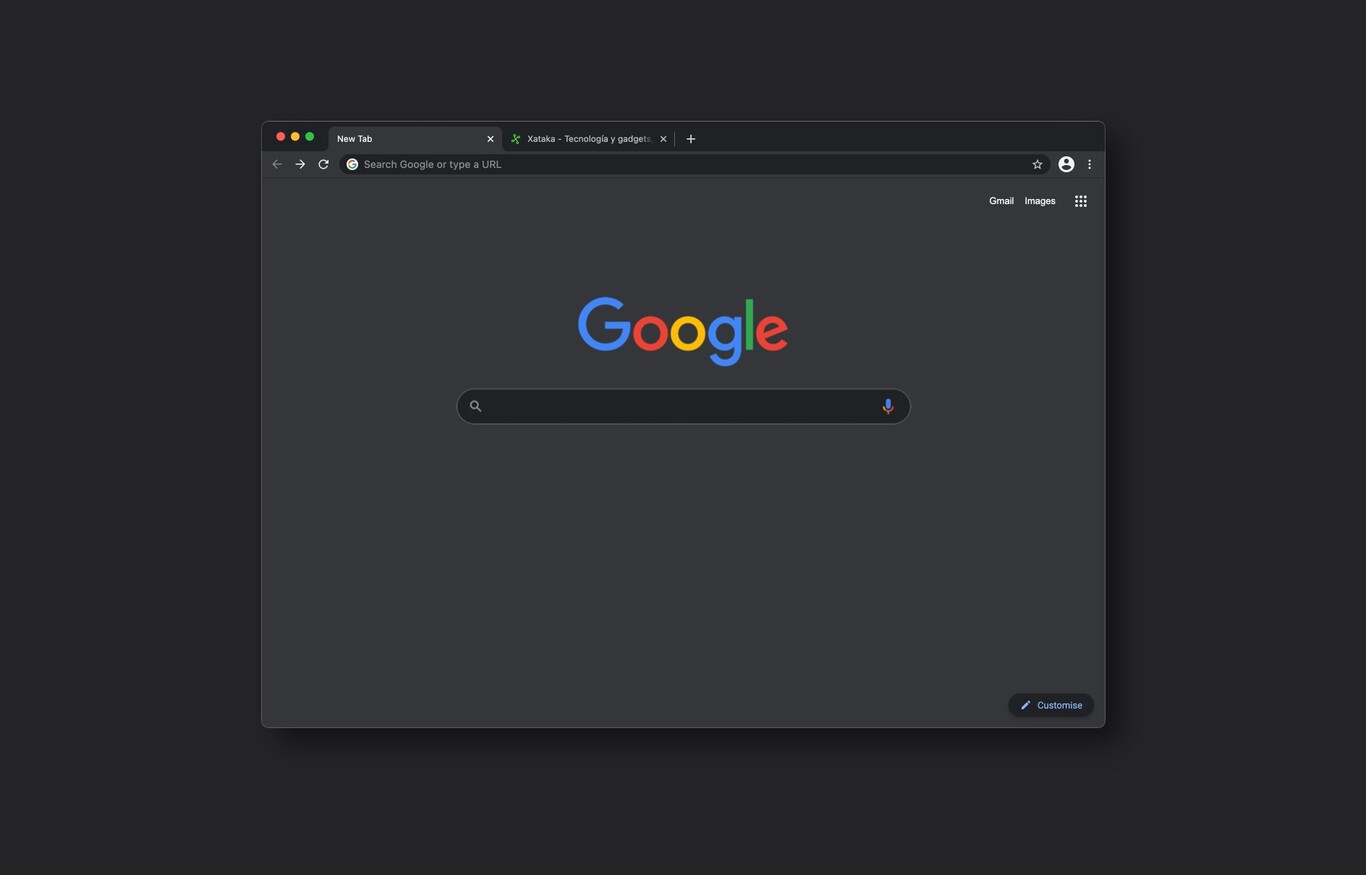 New Tab
Xataka - Tecnología y gadgets,
Search Google or type a URL
Gmail Images
Google
Customise